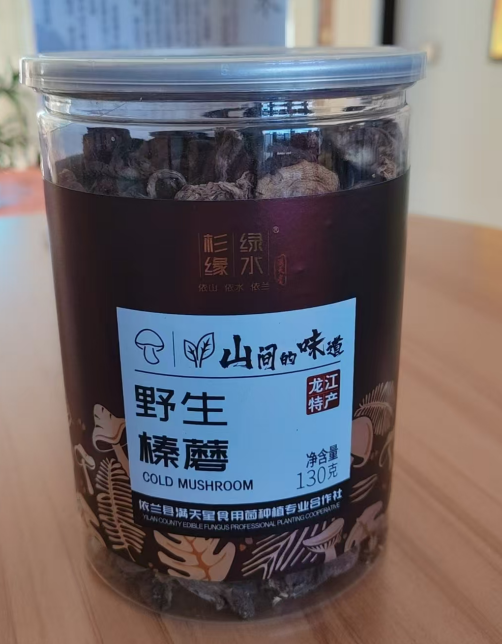 杉 绿
缘 水
®
依山 依水 依兰
山间的味道
龙江
特产
野生
榛蘑
COLD MUSHROOM
净含量
130克
依兰县满天星食用菌种植专业合作社
YILAN COUNTY EDIBLE FUNGUS PROFESSIONAL PLANTING COOPERATIVE